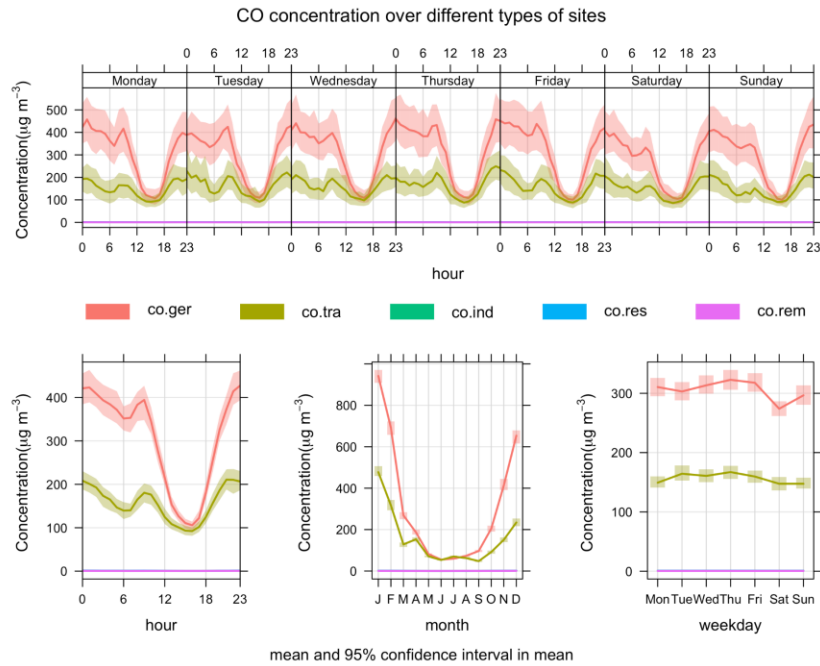 CO concentration over different types of sites
0 6 12 18 23 0 6 12 18 23 0 6 12 18 23
Monday Tuesday Wednesday Thursday Friday Saturday Sunday
Concentration(μg m−3)
500
400
300
200
100
0
0 6 12 18 23 0 6 12 18 23 0 6 12 18 23 0 6 12 18 23
hour
co.ger co.tra co.ind co.res co.rem
Concentration(μg m−3)
400
300
200
100
0
0 6 12 18 23
hour
Concentration(μg m−3)
800
600
400
200
0
J F M A M J J A S O N D
month
Concentration(μg m−3)
300
200
100
0
Mon Tue Wed Thu Fri Sat Sun
weekday
mean and 95% confidence interval in mean